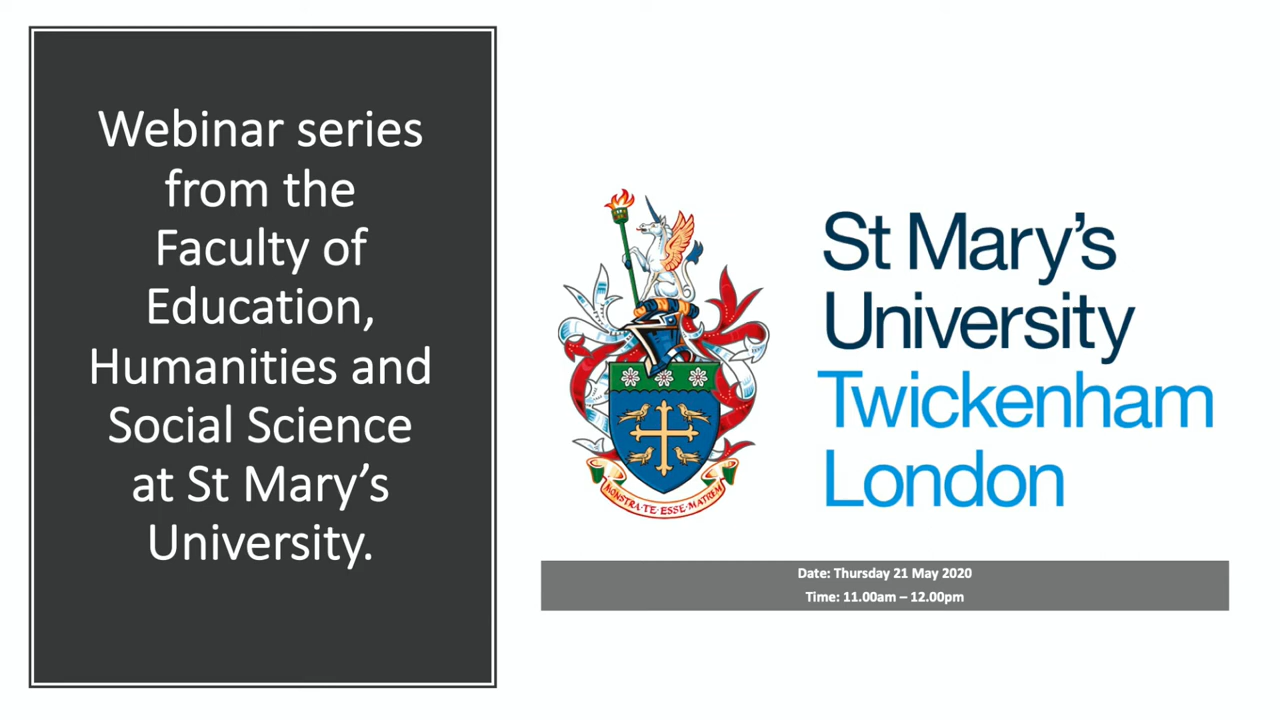 Webinar series
from the
Faculty of
Education,
Humanities and
Social Science
at St Mary's
University.
St Mary's
University
Twickenham
London
MONSTRA·TE·ESSE·MATREM
Date: Thursday 21 May 2020
Time: 11.00am – 12.00pm